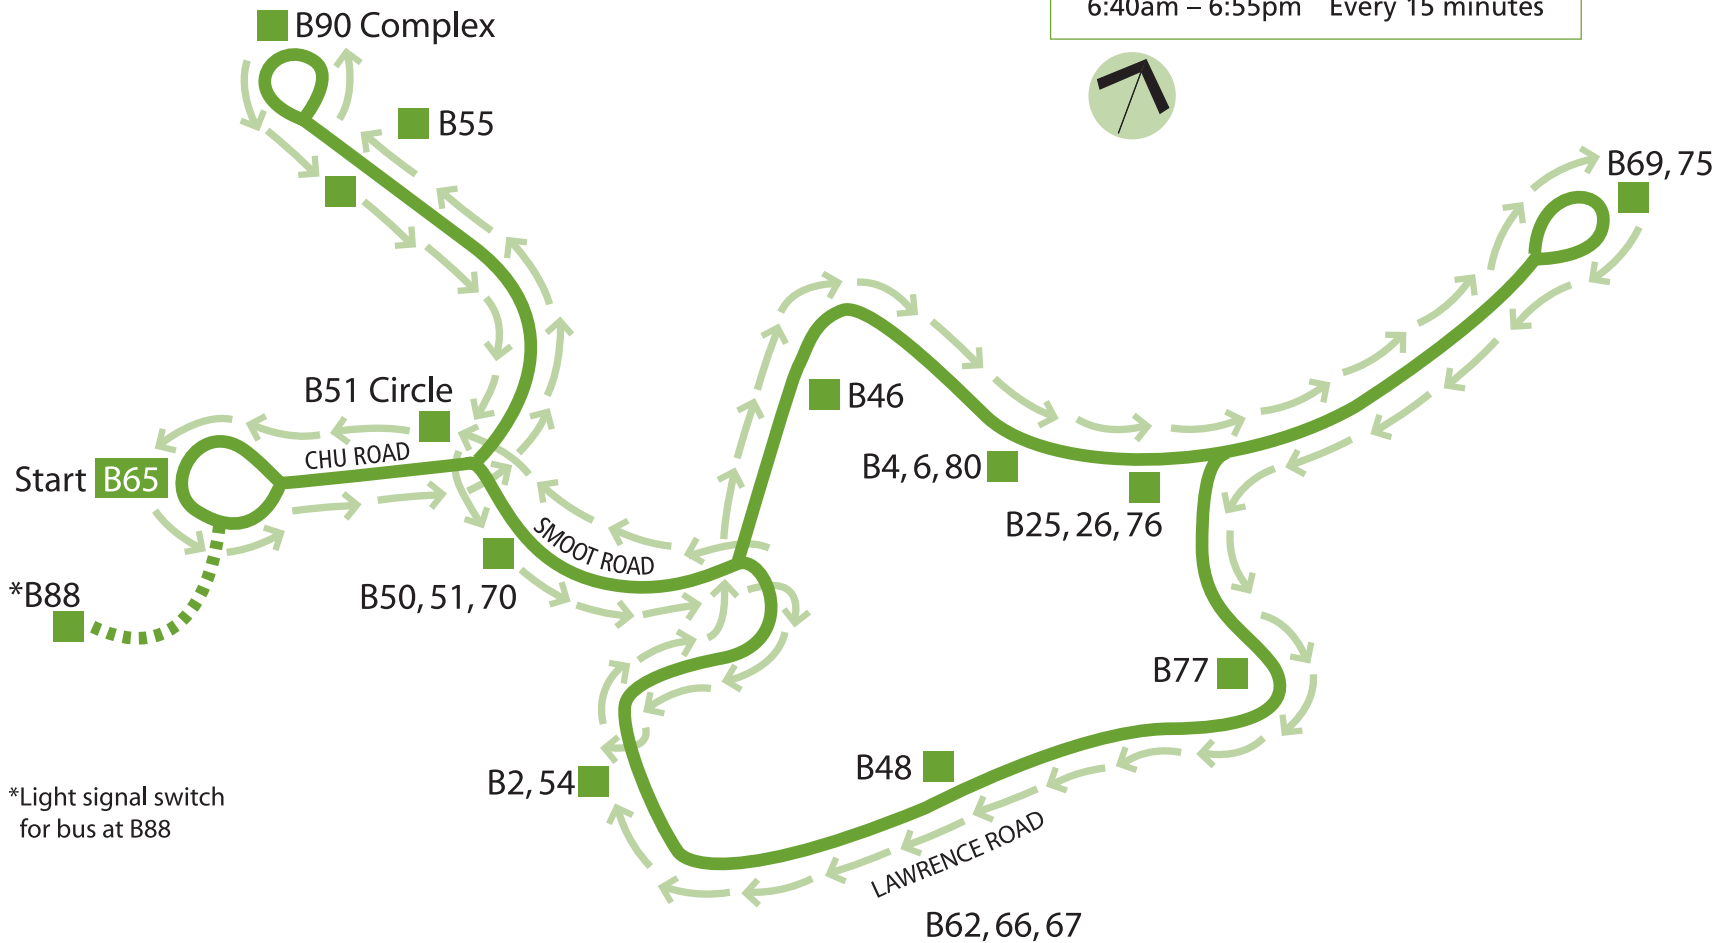 6:40am – 6:55pm Every 15 minutes
B90 Complex
B55
B69, 75
B51 Circle
B46
CHU ROAD
Start B65
B4, 6, 80
B25, 26, 76
SMOOT ROAD
*B88
B50, 51, 70
B77
B2, 54
B48
*Light signal switch
for bus at B88
LAWRENCE ROAD
B62, 66, 67